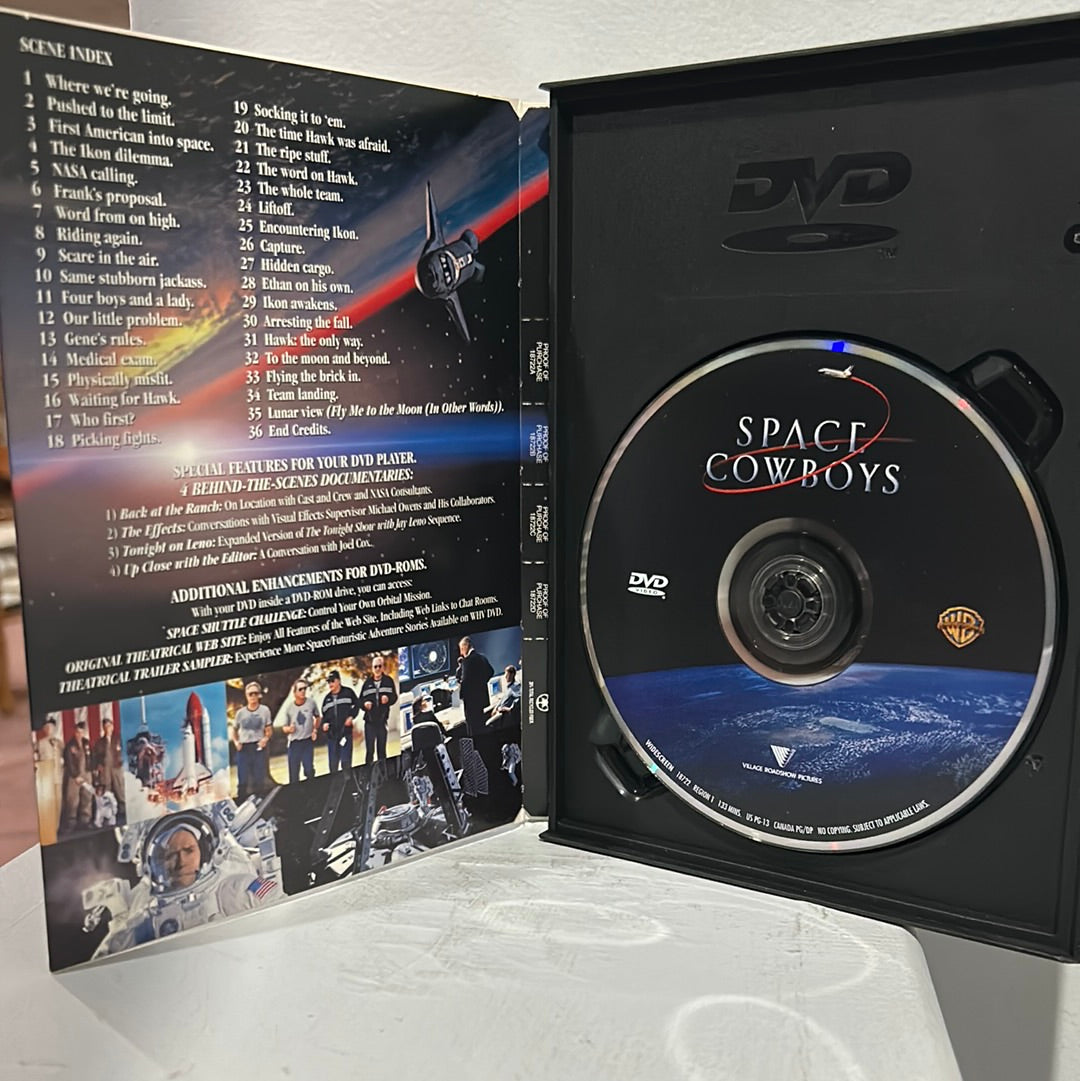 SCENE INDEX
1 Where we're going.
2 Pushed to the limit.
3 First American into space.
4 The Ikon dilemma.
5 NASA calling.
6 Frank's proposal.
7 Word from on high.
8 Riding again.
9 Scare in the air.
10 Same stubborn jackass.
11 Four boys and a lady.
12 Our little problem.
13 Gene's rules.
14 Medical exam.
15 Physically misfit.
16 Waiting for Hawk.
17 Who first?
18 Picking fights.
19 Socking it to 'em.
20 The time Hawk was afraid.
21 The ripe stuff.
22 The word on Hawk.
23 The whole team.
24 Liftoff.
25 Encountering Ikon.
26 Capture.
27 Hidden cargo.
28 Ethan on his own.
29 Ikon awakens.
30 Arresting the fall.
31 Hawk: the only way.
32 To the moon and beyond.
33 Flying the brick in.
34 Team landing.
35 Lunar view (Fly Me to the Moon (In Other Words)).
36 End Credits.
SPECIAL FEATURES FOR YOUR DVD PLAYER.
4 BEHIND-THE-SCENES DOCUMENTARIES:
1) Back at the Ranch: On Location with Cast and Crew and NASA Consultants.
2) The Effects: Conversations with Visual Effects Supervisor Michael Owens and His Collaborators.
3) Tonight on Leno: Expanded Version of The Tonight Show with Jay Leno Sequence.
4) Up Close with the Editor: A Conversation with Joel Cox.
ADDITIONAL ENHANCEMENTS FOR DVD-ROMS.
With your DVD inside a DVD-ROM drive, you can access:
SPACE SHUTTLE CHALLENGE: Control Your Own Orbital Mission.
ORIGINAL THEATRICAL WEB SITE: Enjoy All Features of the Web Site, Including Web Links to Chat Rooms.
THEATRICAL TRAILER SAMPLER: Experience More Space/Futuristic Adventure Stories Available on WHV DVD.
PROOF OF
PURCHASE
18722A
PROOF OF
PURCHASE
18722B
PROOF OF
PURCHASE
18722C
PROOF OF
PURCHASE
18722D
DVD
TM
SPACE
COWBOYS
DVD
VIDEO
WB
VILLAGE ROADSHOW PICTURES
WIDESCREEN 18722 REGION 1 133 MINS. US PG-13 CANADA PG/DP NO COPYING. SUBJECT TO APPLICABLE LAWS.